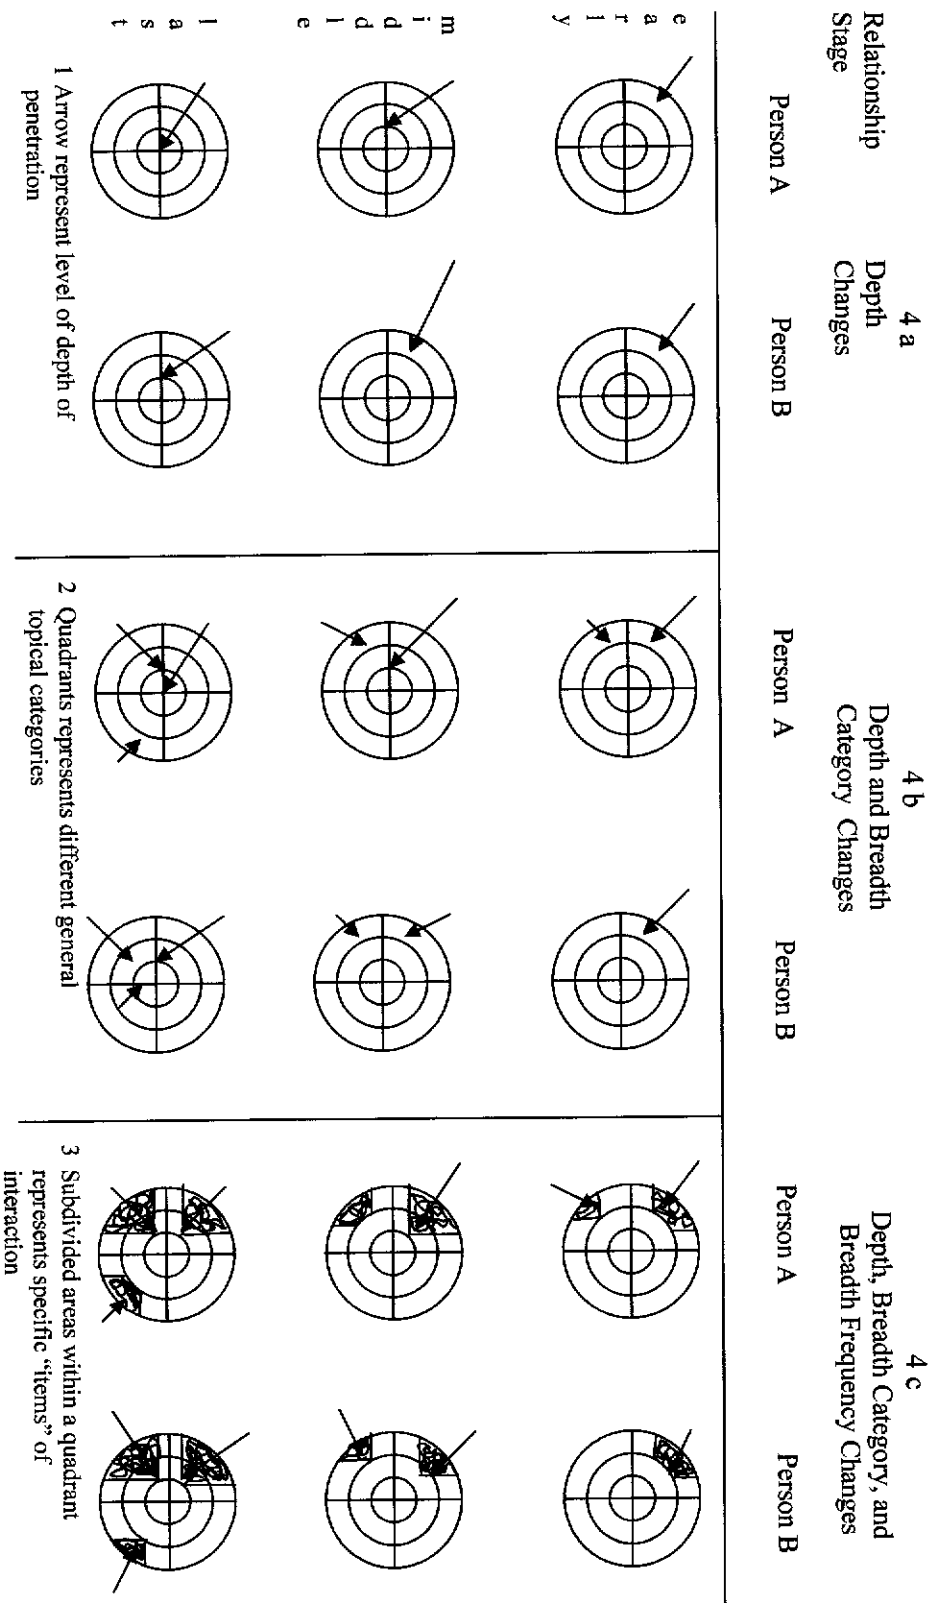 4 a
4 b
4 c
Relationship
Stage
Depth
Changes
Depth and Breadth
Category Changes
Depth, Breadth Category, and
Breadth Frequency Changes
Person A
Person B
Person A
Person B
Person A
Person B
e
a
r
l
y
m
i
d
d
l
e
l
a
s
t
1 Arrow represent level of depth of
penetration
2 Quadrants represents different general
topical categories
3 Subdivided areas within a quadrant
represents specific “items” of
interaction